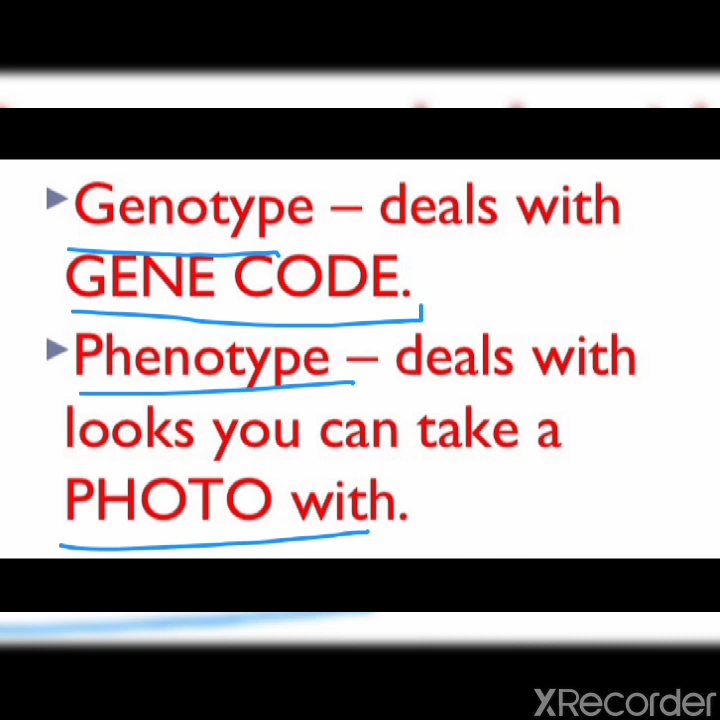 Genotype – deals with
GENE CODE.
Phenotype – deals with
looks you can take a
PHOTO with.
XRecorder